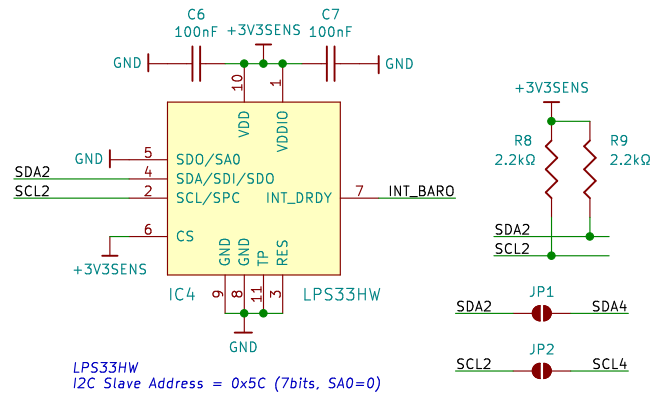 C6
100nF
+3V3SENS
C7
100nF
GND
GND
10
1
VDD
VDDIO
GND
5
SDO/SA0
SDA2
4
SDA/SDI/SDO
SCL2
2
SCL/SPC
INT_DRDY
7
INT_BARO
6
CS
+3V3SENS
GND
GND
TP
RES
9
8
11
3
IC4
LPS33HW
GND
LPS33HW
I2C Slave Address = 0x5C (7bits, SA0=0)
+3V3SENS
R8
2.2kΩ
R9
2.2kΩ
SDA2
SCL2
JP1
SDA2
SDA4
JP2
SCL2
SCL4